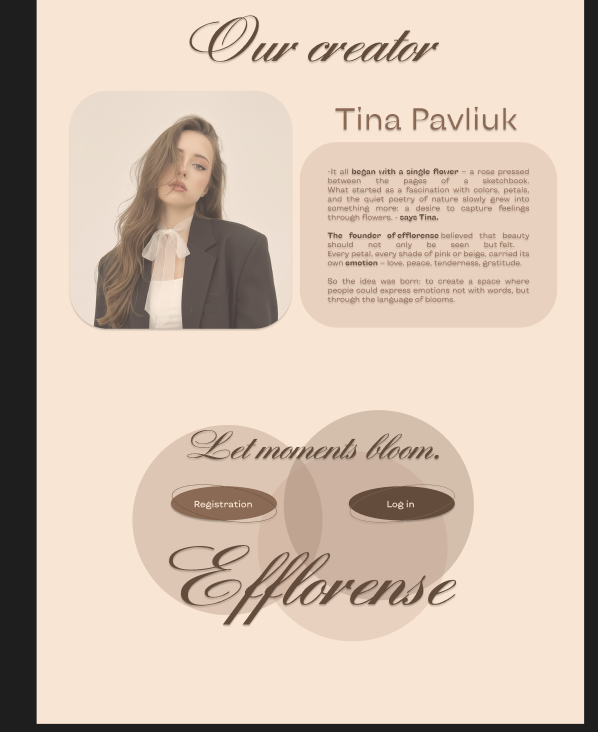 Our creator
Tina Pavliuk
-It all began with a single flower – a rose pressed
between the pages of a sketchbook.
What started as a fascination with colors, petals,
and the quiet poetry of nature slowly grew into
something more: a desire to capture feelings
through flowers. - says Tina.
The founder of efflorense believed that beauty
should not only be seen but felt.
Every petal, every shade of pink or beige, carried its
own emotion – love, peace, tenderness, gratitude.
So the idea was born: to create a space where
people could express emotions not with words, but
through the language of blooms.
Let moments bloom.
Registration
Log in
Efflorense